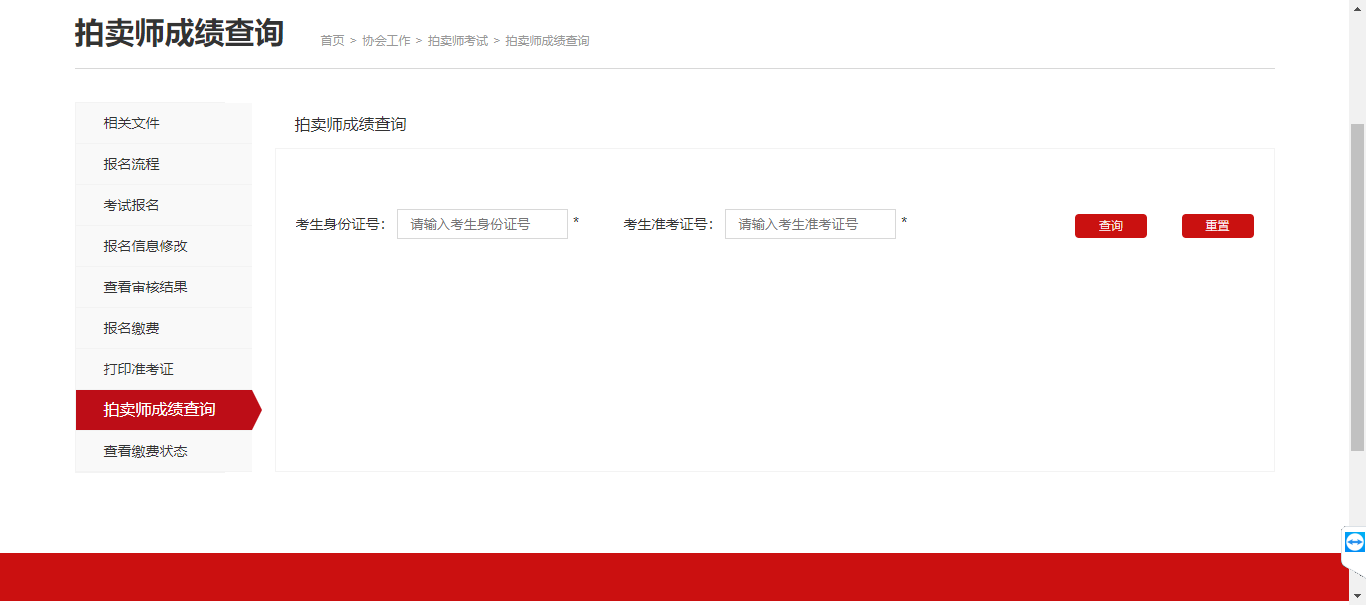 拍卖师成绩查询
首页 > 协会工作 > 拍卖师考试 > 拍卖师成绩查询
相关文件
报名流程
考试报名
报名信息修改
查看审核结果
报名缴费
打印准考证
拍卖师成绩查询
查看缴费状态
拍卖师成绩查询
考生身份证号： 请输入考生身份证号 * 考生准考证号： 请输入考生准考证号 * 查询 重置